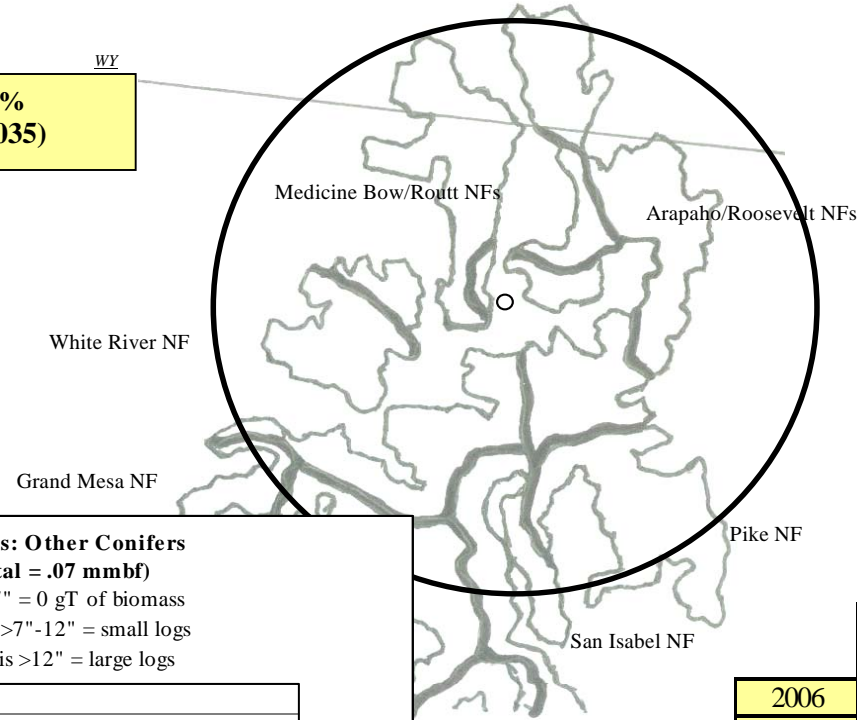 WY
%
035)
Medicine Bow/Routt NFs
Arapaho/Roosevelt NFs
White River NF
Grand Mesa NF
s: Other Conifers
tal = .07 mmbf)
" = 0 gT of biomass
>7"-12" = small logs
is >12" = large logs
Pike NF
San Isabel NF
2006